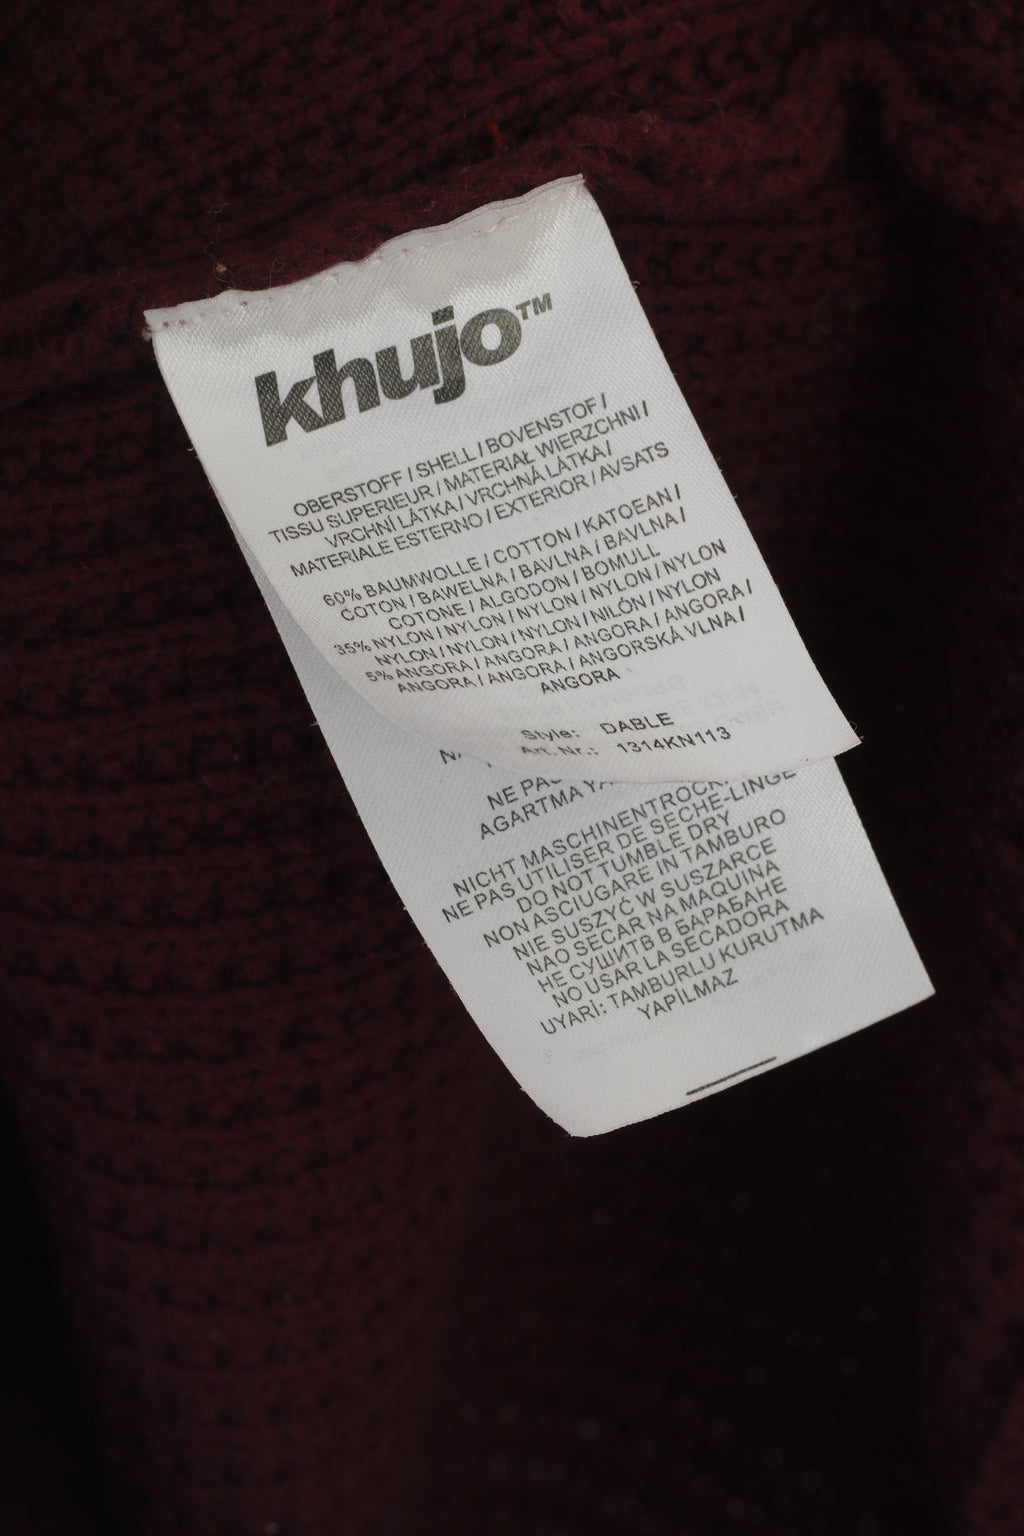 khujo™
OBERSTOFF / SHELL / BOVENSTOF /
TISSU SUPERIEUR / MATERIAŁ WIERZCHNI /
VRCHNÍ LÁTKA / VRCHNÁ LÁTKA /
MATERIALE ESTERNO / EXTERIOR / AVSATS
60% BAUMWOLLE / COTTON / KATOEAN /
COTON / BAWELNA / BAVLNA / BAVLNA /
COTONE / ALGODON / BOMULL
35% NYLON / NYLON / NYLON / NYLON / NYLON
NYLON / NYLON / NYLON / NILÓN / NYLON
5% ANGORA / ANGORA / ANGORA / ANGORA /
ANGORA / ANGORA / ANGORSKÁ VLNA /
ANGORA
Style: DABLE
Art. Nr.: 1314KN113
NE PAS
AGARTMA
NICHT MASCHINENTROCK.
NE PAS UTILISER DE SECHE-LINGE
DO NOT TUMBLE DRY
NON ASCIUGARE IN TAMBURO
NIE SUSZYĆ W SUSZARCE
NAO SECAR NA MAQUINA
НЕ СУШИТВ В БАРАБАНЕ
NO USAR LA SECADORA
UYARİ: TAMBURLU KURUTMA
YAPİLMAZ